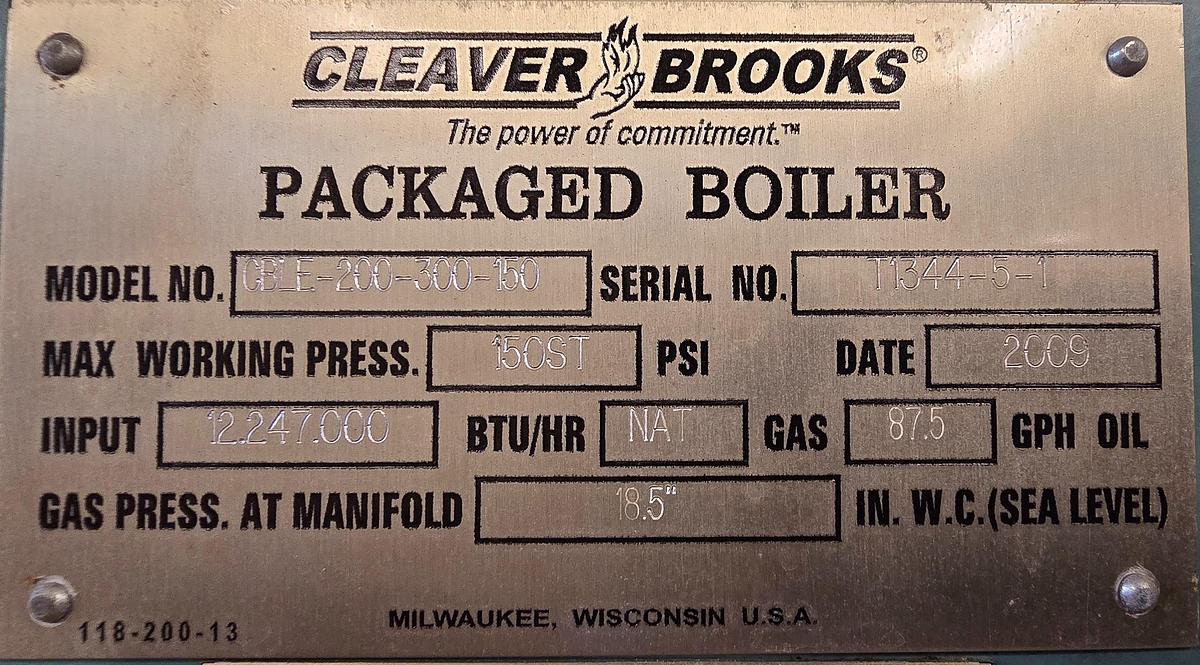 CLEAVER BROOKS®
The power of commitment.™
PACKAGED BOILER
MODEL NO. CBLE-200-300-150 SERIAL NO. T1344-5-1
MAX WORKING PRESS. 150ST PSI DATE 2009
INPUT 12.247.000 BTU/HR NAT GAS 87.5 GPH OIL
GAS PRESS. AT MANIFOLD 18.5" IN. W.C.(SEA LEVEL)
MILWAUKEE, WISCONSIN U.S.A.
118-200-13